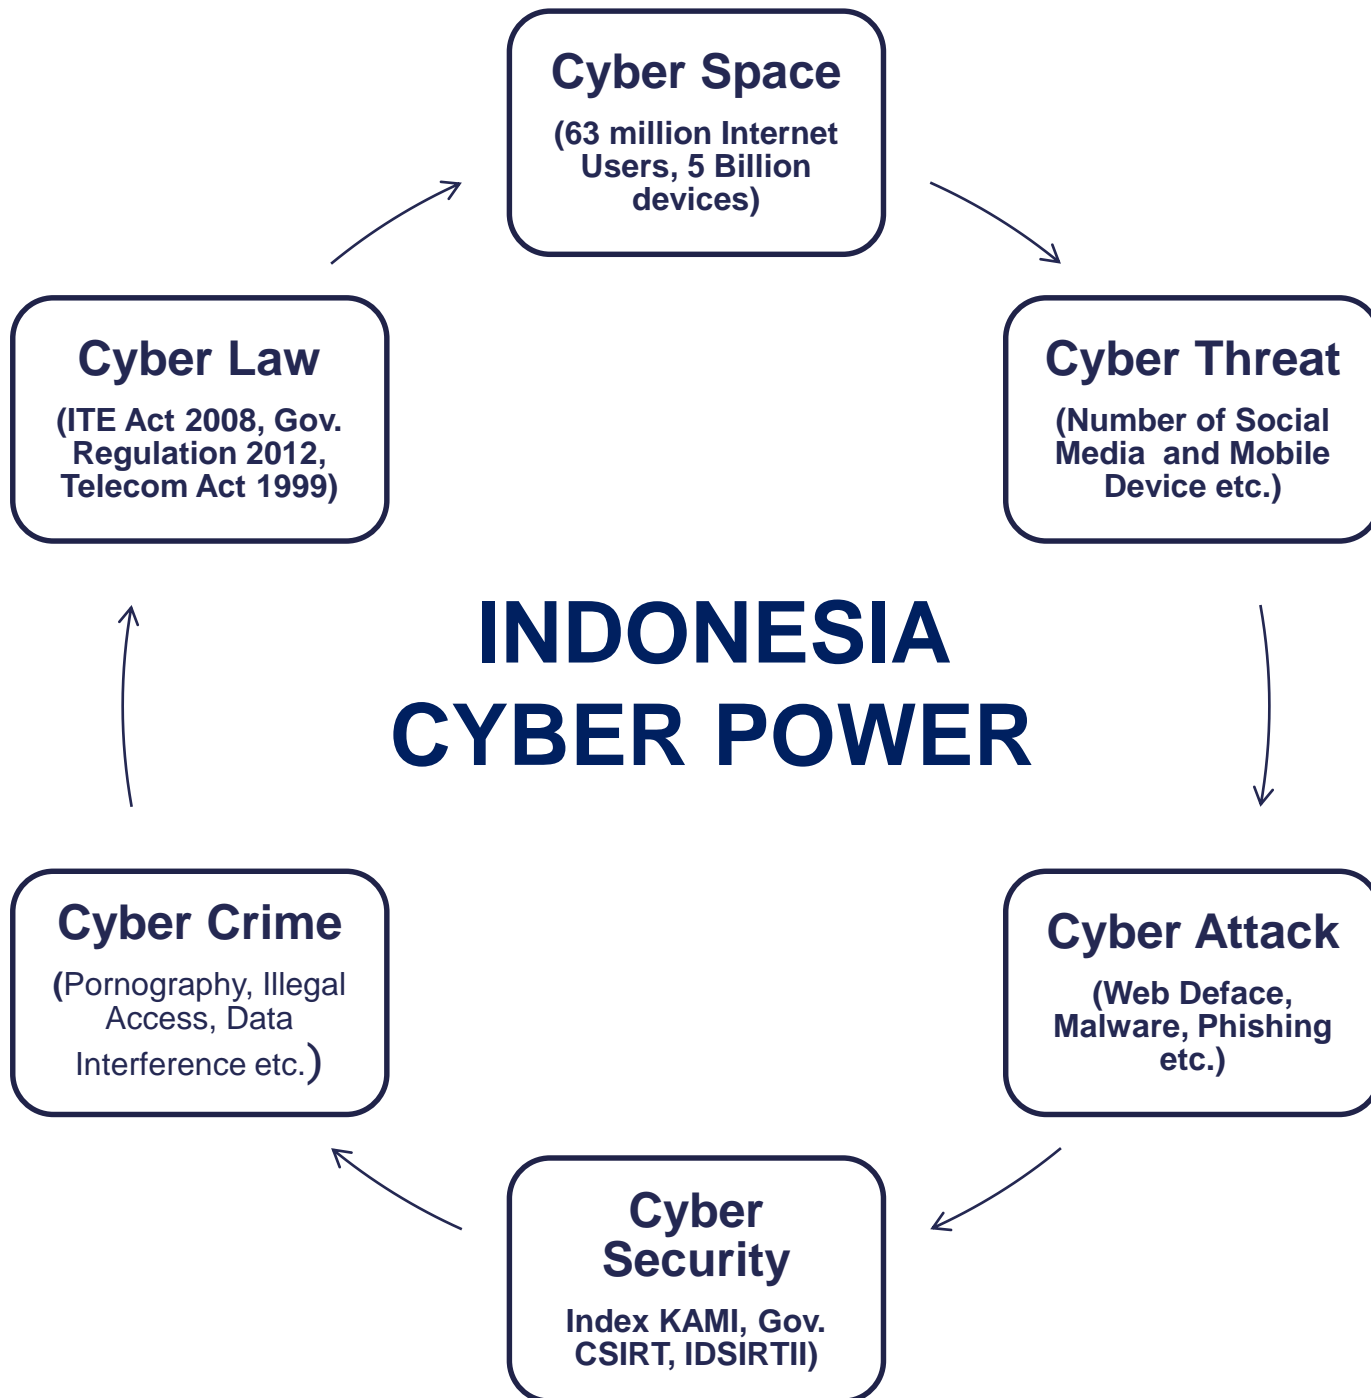 Cyber Space
(63 million Internet
Users, 5 Billion
devices)
Cyber Law
(ITE Act 2008, Gov.
Regulation 2012,
Telecom Act 1999)
Cyber Threat
(Number of Social
Media  and Mobile
Device etc.)
INDONESIA
CYBER POWER
Cyber Crime
(Pornography, Illegal
Access, Data
Interference etc.)
Cyber Attack
(Web Deface,
Malware, Phishing
etc.)
Cyber
Security
Index KAMI, Gov.
CSIRT, IDSIRTII)